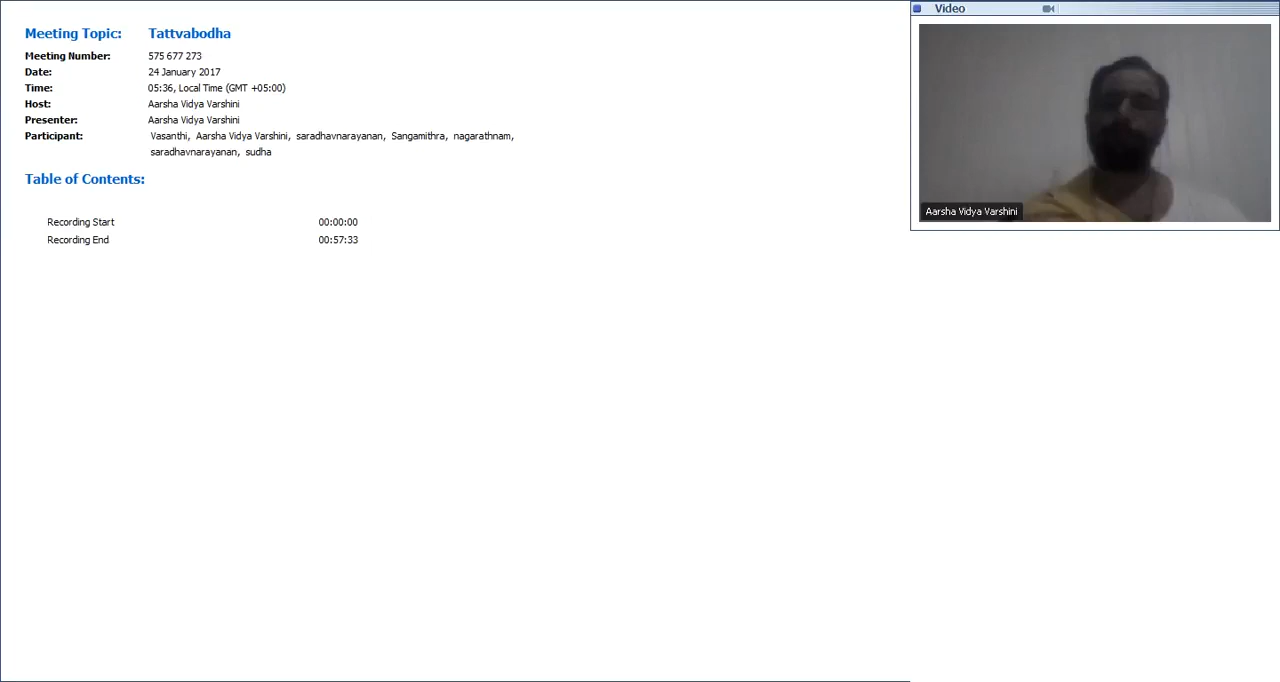 Meeting Topic: Tattvabodha
Meeting Number: 575 677 273
Date: 24 January 2017
Time: 05:36, Local Time (GMT +05:00)
Host: Aarsha Vidya Varshini
Presenter: Aarsha Vidya Varshini
Participant: Vasanthi, Aarsha Vidya Varshini, saradhavnarayanan, Sangamithra, nagarathnam,
saradhavnarayanan, sudha
Table of Contents:
Recording Start 00:00:00
Recording End 00:57:33
Video
Aarsha Vidya Varshini